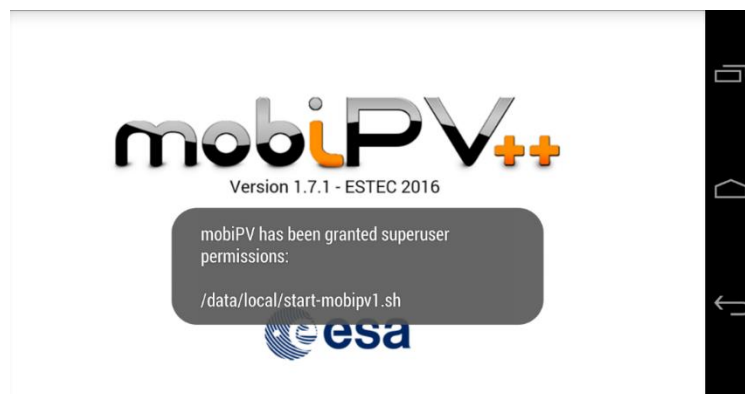 mobiPV++
Version 1.7.1 - ESTEC 2016
mobiPV has been granted superuser
permissions:
/data/local/start-mobipv1.sh
esa